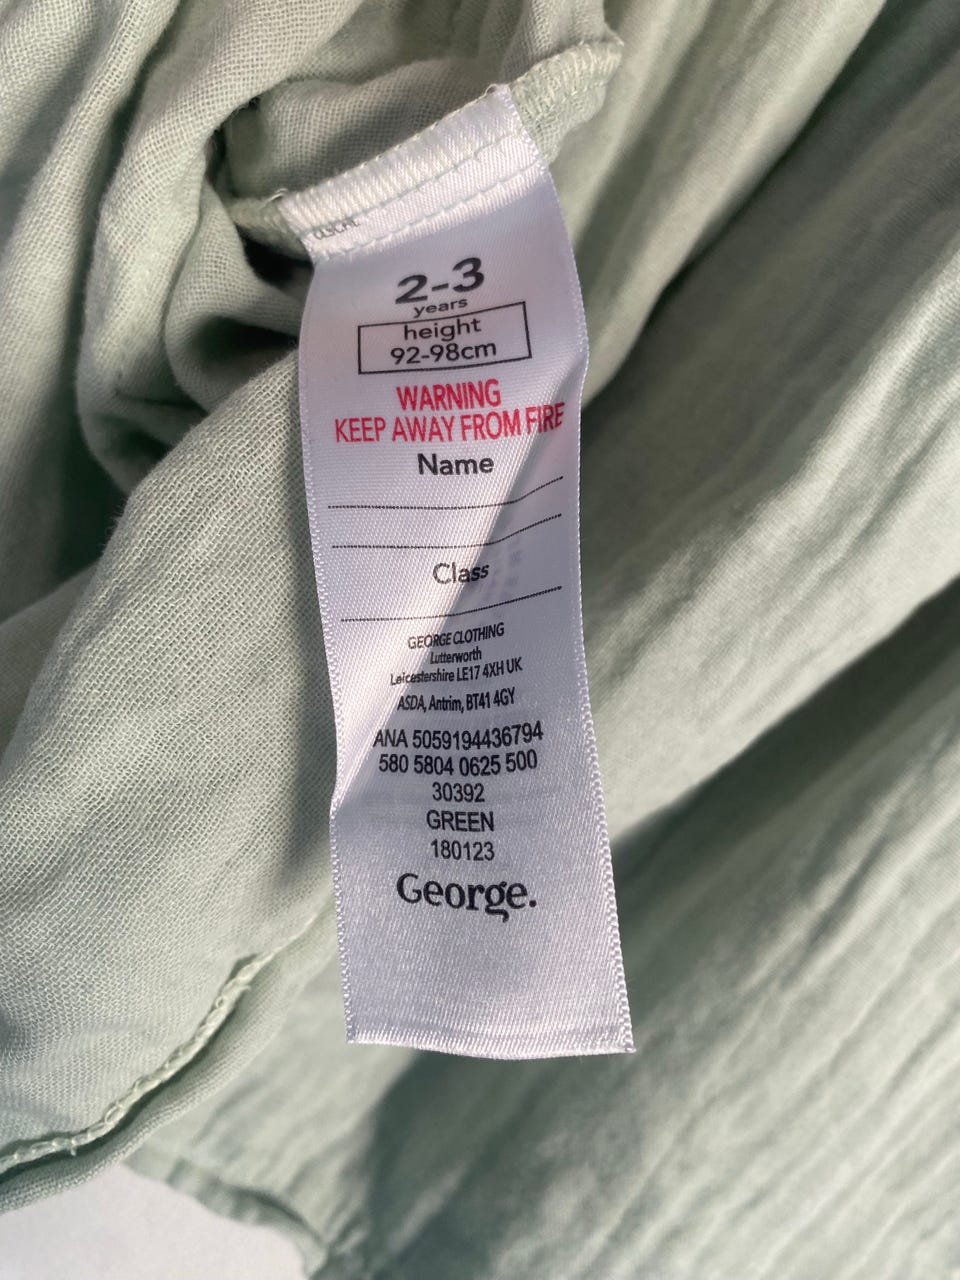 2-3
years
height
92-98cm
WARNING
KEEP AWAY FROM FIRE
Name
Class
GEORGE CLOTHING
Lutterworth
Leicestershire LE17 4XH UK
ASDA, Antrim, BT41 4GY
ANA 5059194436794
580 5804 0625 500
30392
GREEN
180123
George.